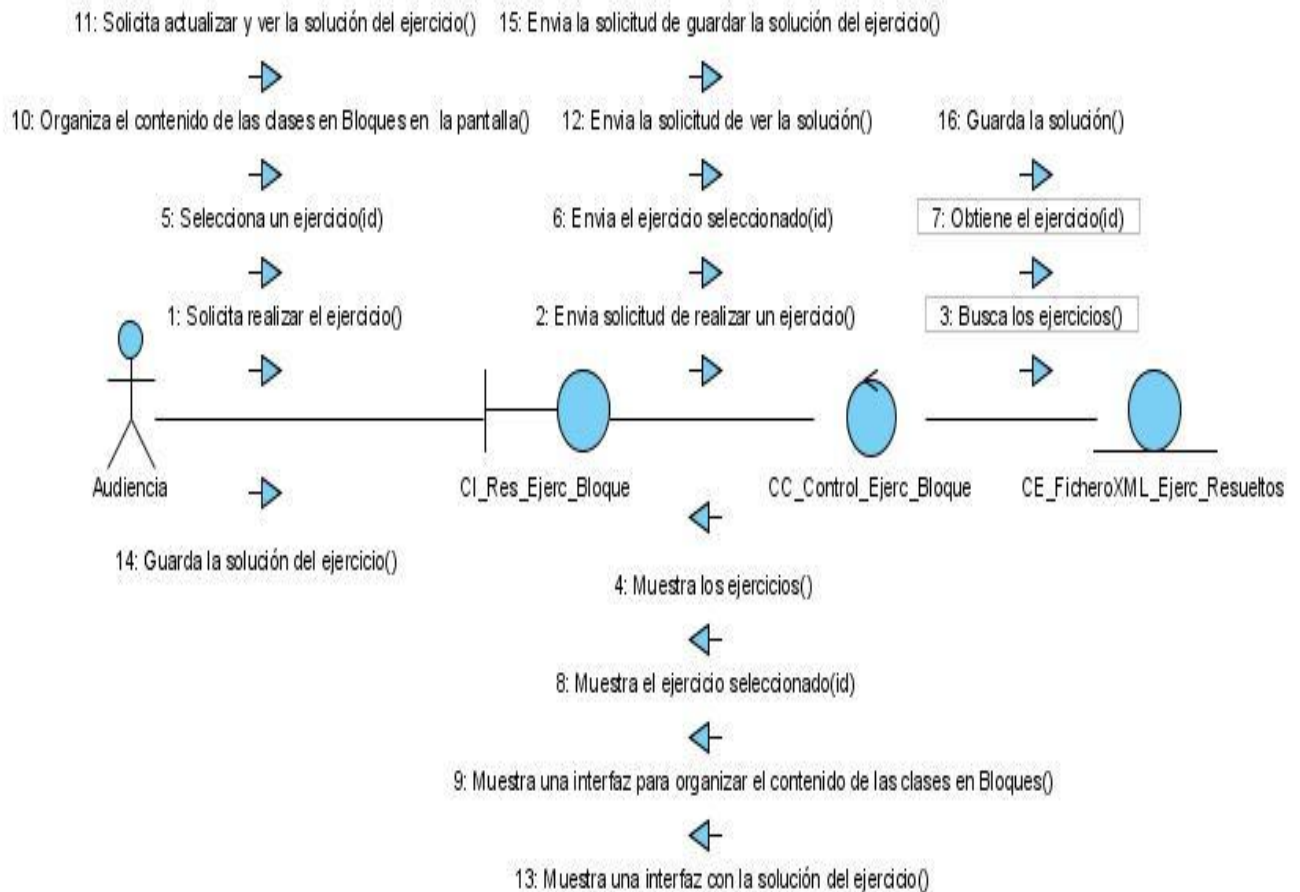 11: Solicita actualizar y ver la solución del ejercicio() 15: Envia la solicitud de guardar la solución del ejercicio()
10: Organiza el contenido de las clases en Bloques en la pantalla() 12: Envia la solicitud de ver la solución() 16: Guarda la solución()
5: Selecciona un ejercicio(id) 6: Envia el ejercicio seleccionado(id) 7: Obtiene el ejercicio(id)
1: Solicita realizar el ejercicio() 2: Envia solicitud de realizar un ejercicio() 3: Busca los ejercicios()
Audiencia CI_Res_Ejerc_Bloque CC_Control_Ejerc_Bloque CE_FicheroXML_Ejerc_Resueltos
14: Guarda la solución del ejercicio()
4: Muestra los ejercicios()
8: Muestra el ejercicio seleccionado(id)
9: Muestra una interfaz para organizar el contenido de las clases en Bloques()
13: Muestra una interfaz con la solución del ejercicio()